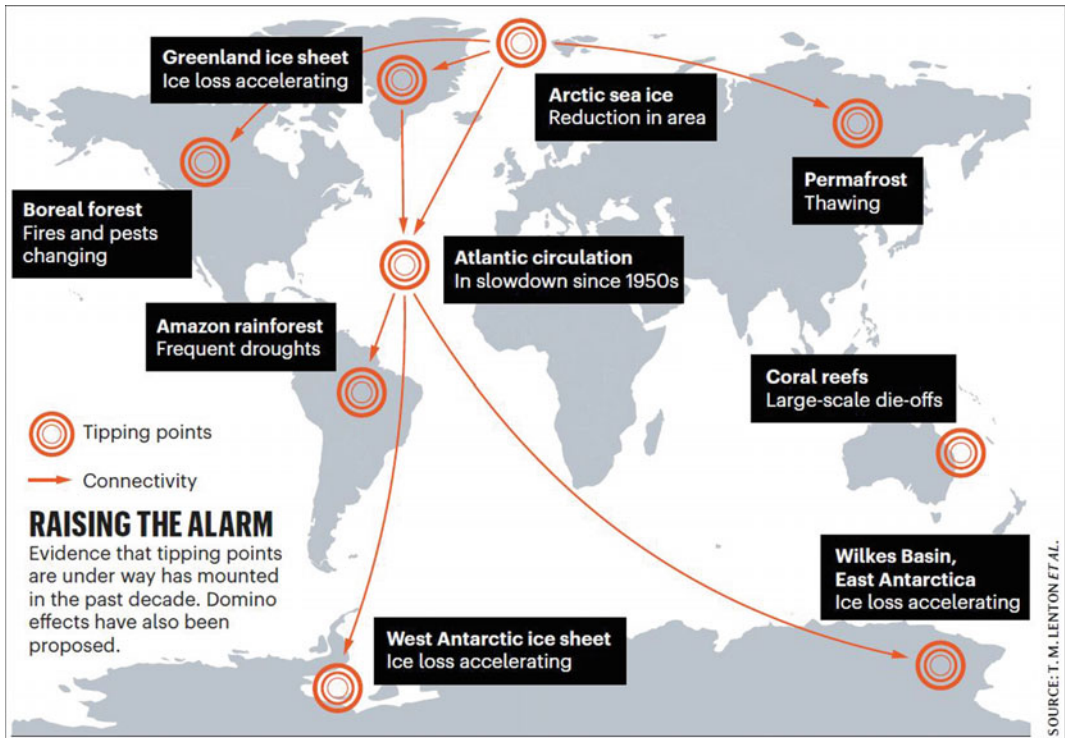 Greenland ice sheet
Ice loss accelerating
Arctic sea ice
Reduction in area
Permafrost
Thawing
Boreal forest
Fires and pests
changing
Atlantic circulation
In slowdown since 1950s
Amazon rainforest
Frequent droughts
Coral reefs
Large-scale die-offs
Tipping points
Connectivity
RAISING THE ALARM
Evidence that tipping points
are under way has mounted
in the past decade. Domino
effects have also been
proposed.
Wilkes Basin,
East Antarctica
Ice loss accelerating
West Antarctic ice sheet
Ice loss accelerating
SOURCE: T. M. LENTON ET AL.